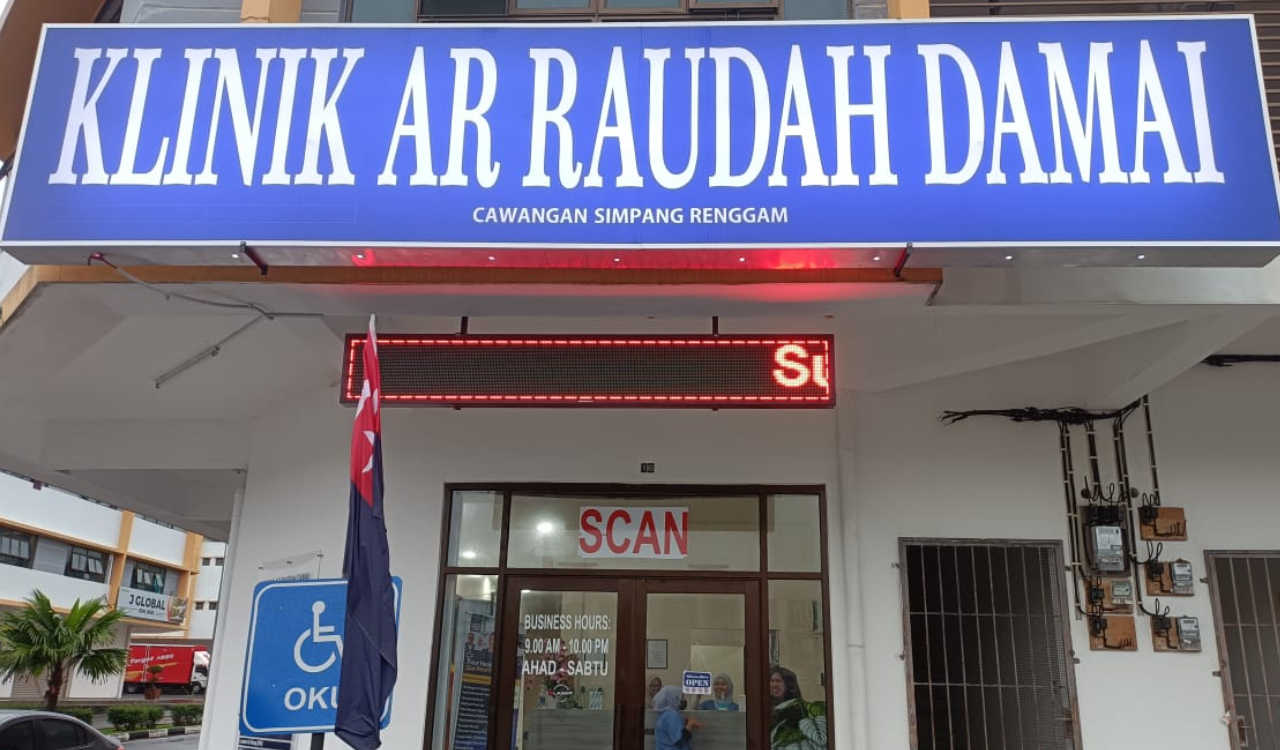 KLINIK AR RAUDAH DAMAI
CAWANGAN SIMPANG RENGGAM
Su
SCAN
BUSINESS HOURS:
9.00 AM - 10.00 PM
AHAD - SABTU
OPEN
OKU
J GLOBAL